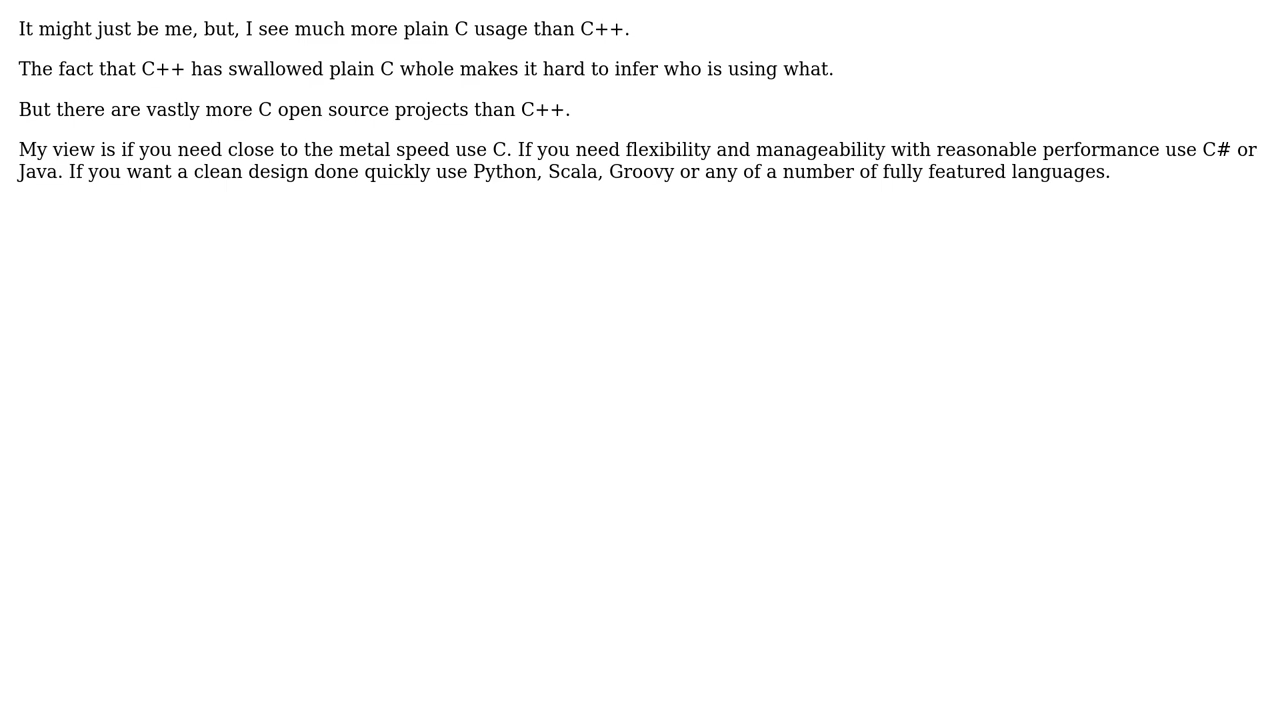 It might just be me, but, I see much more plain C usage than C++.
The fact that C++ has swallowed plain C whole makes it hard to infer who is using what.
But there are vastly more C open source projects than C++.
My view is if you need close to the metal speed use C. If you need flexibility and manageability with reasonable performance use C# or
Java. If you want a clean design done quickly use Python, Scala, Groovy or any of a number of fully featured languages.